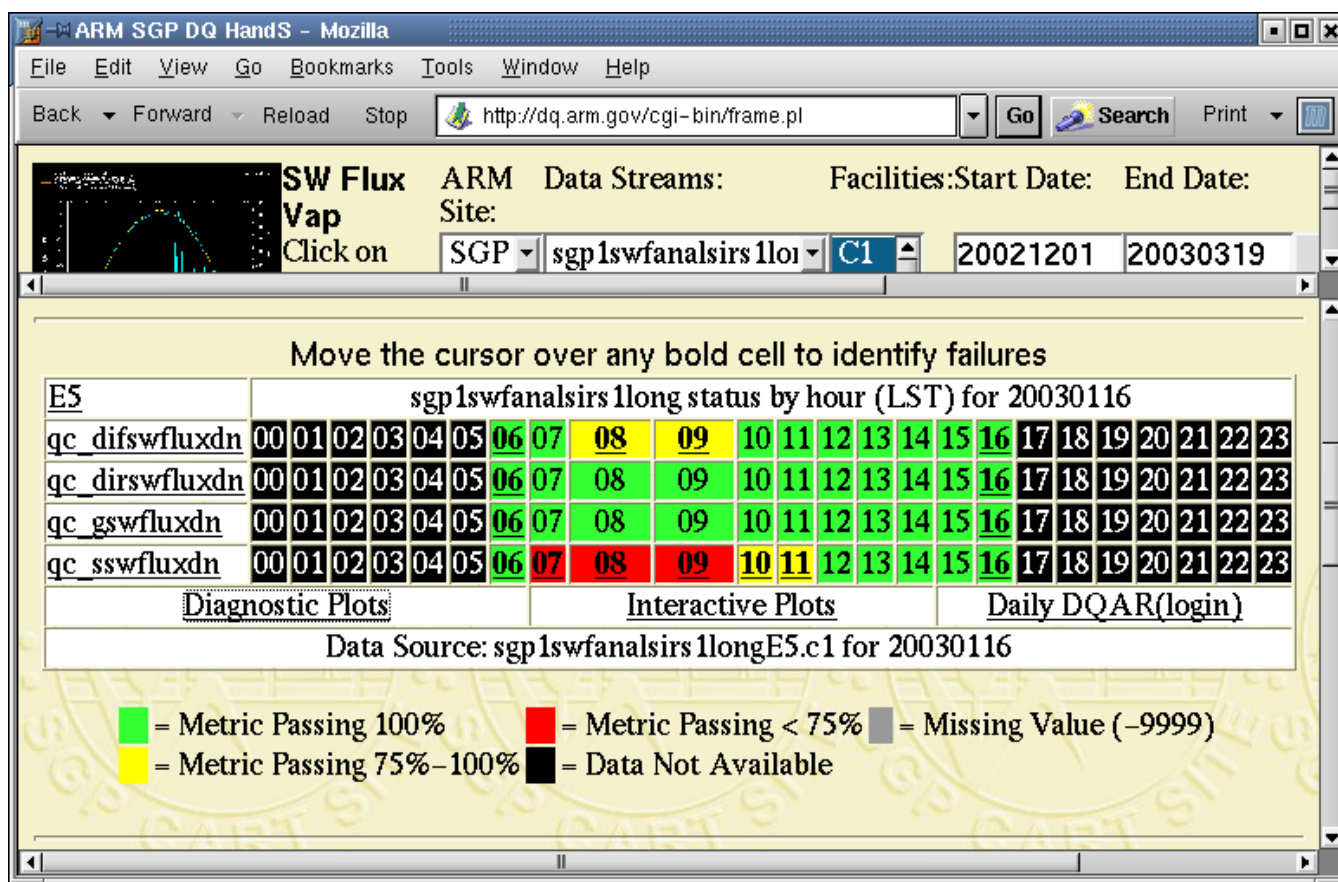 ARM SGP DQ HandS - Mozilla
File Edit View Go Bookmarks Tools Window Help
Back Forward Reload Stop http://dq.arm.gov/cgi-bin/frame.pl Go Search Print
SW Flux Vap Click on
ARM Site: Data Streams: Facilities: Start Date: End Date:
SGP sgp1swfanalsirs1lon C1 20021201 20030319
Move the cursor over any bold cell to identify failures
E5 sgp1swfanalsirs1long status by hour (LST) for 20030116
qc_difswfluxdn 00 01 02 03 04 05 06 07 08 09 10 11 12 13 14 15 16 17 18 19 20 21 22 23
qc_dirswfluxdn 00 01 02 03 04 05 06 07 08 09 10 11 12 13 14 15 16 17 18 19 20 21 22 23
qc_gswfluxdn 00 01 02 03 04 05 06 07 08 09 10 11 12 13 14 15 16 17 18 19 20 21 22 23
qc_sswfluxdn 00 01 02 03 04 05 06 07 08 09 10 11 12 13 14 15 16 17 18 19 20 21 22 23
Diagnostic Plots Interactive Plots Daily DQAR(login)
Data Source: sgp1swfanalsirs1longE5.c1 for 20030116
= Metric Passing 100% = Metric Passing < 75% = Missing Value (-9999)
= Metric Passing 75%-100% = Data Not Available